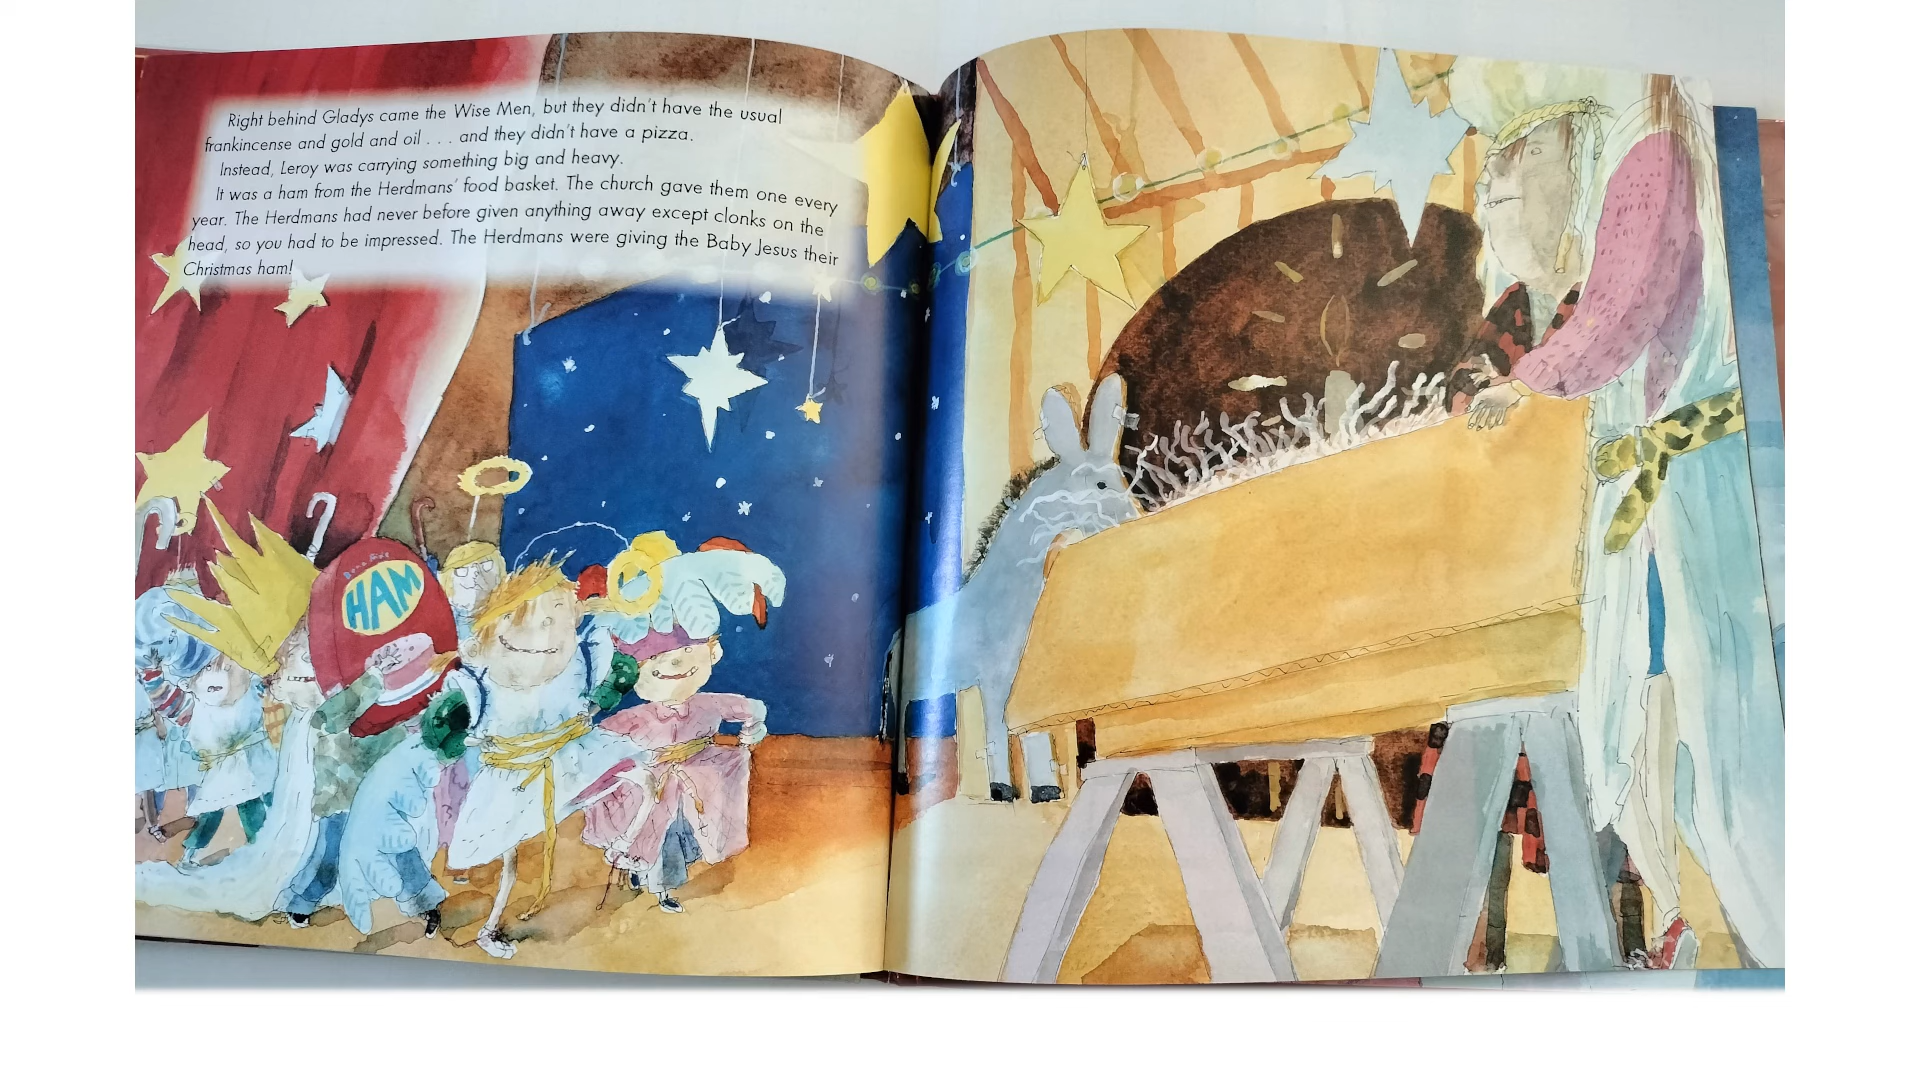 Right behind Gladys came the Wise Men, but they didn't have the usual
frankincense and gold and oil . . . and they didn't have a pizza.
Instead, Leroy was carrying something big and heavy.
It was a ham from the Herdmans' food basket. The church gave them one every
year. The Herdmans had never before given anything away except clonks on the
head, so you had to be impressed. The Herdmans were giving the Baby Jesus their
Christmas ham!
HAM